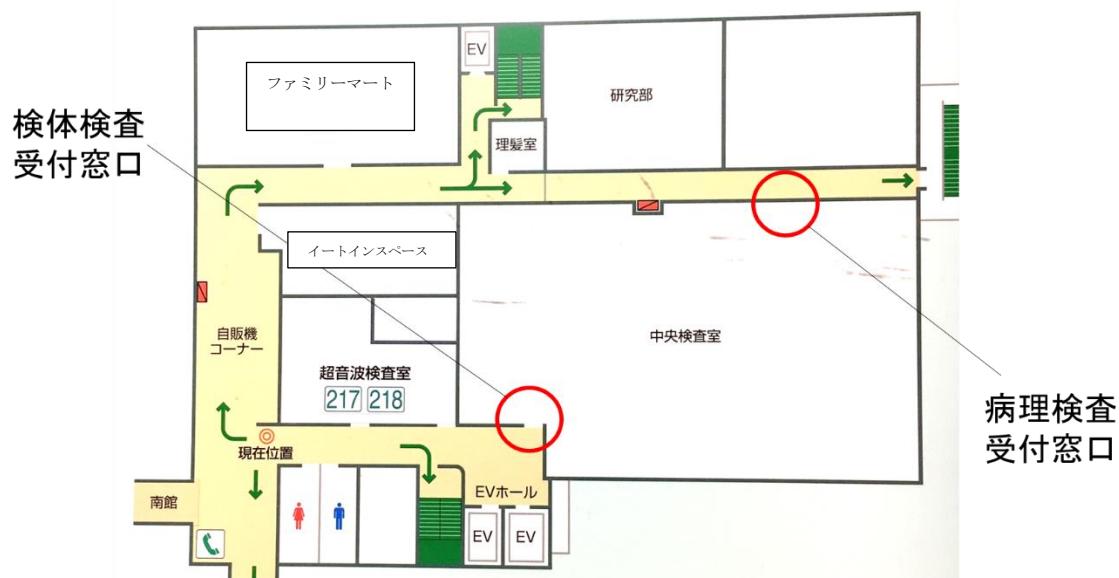 ファミリーマート
EV
研究部
理髪室
検体検査
受付窓口
イートインスペース
自販機
コーナー
中央検査室
超音波検査室
217 218
病理検査
受付窓口
現在位置
南館
EVホール
EV
EV